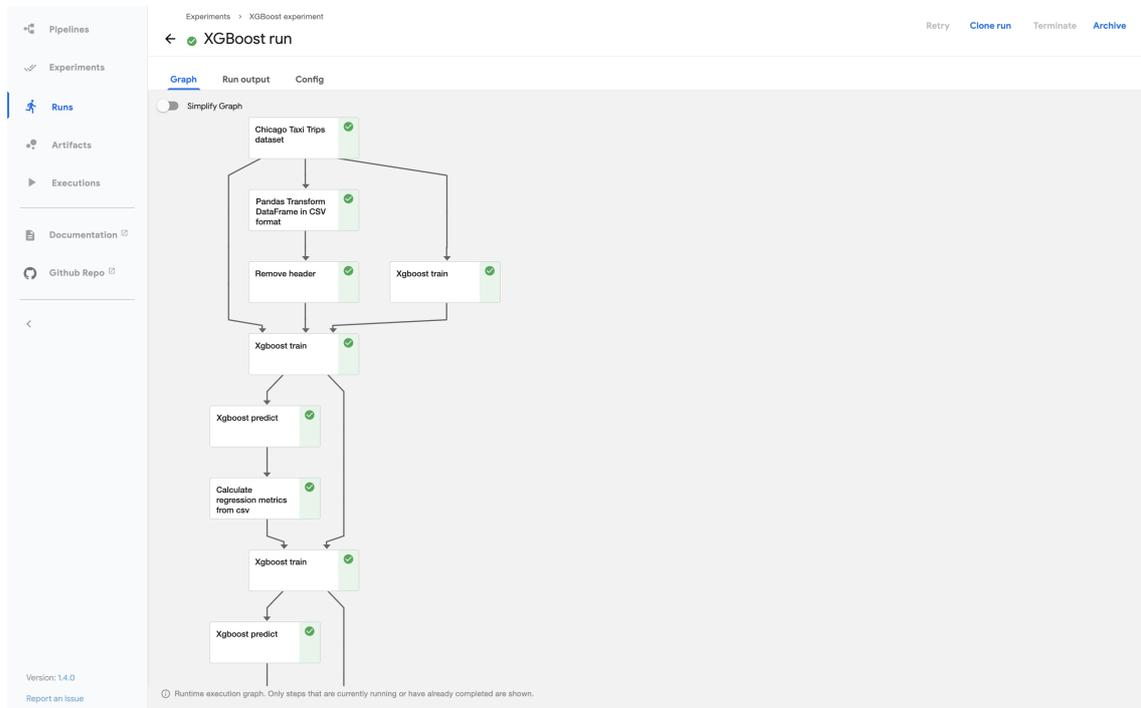 Pipelines
Experiments
Runs
Artifacts
Executions
Documentation
Github Repo
Version: 1.4.0
Report an Issue
Experiments > XGBoost experiment
XGBoost run
Retry Clone run Terminate Archive
Graph Run output Config
Simplify Graph
Chicago Taxi Trips
dataset
Pandas Transform
DataFrame in CSV
format
Remove header
Xgboost train
Xgboost train
Xgboost predict
Calculate
regression metrics
from csv
Xgboost train
Xgboost predict
Runtime execution graph. Only steps that are currently running or have already completed are shown.